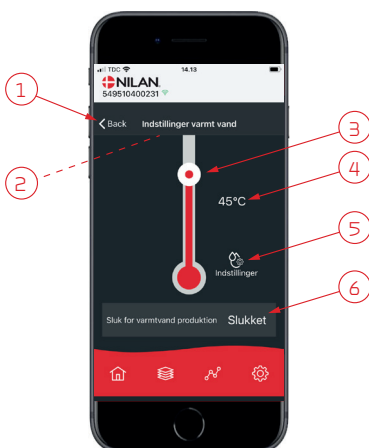 TDC 14.13
NILAN
549510400231
Back Indstillinger varmt vand
45°C
Indstillinger
Sluk for varmtvand produktion Slukket
1
2
3
4
5
6